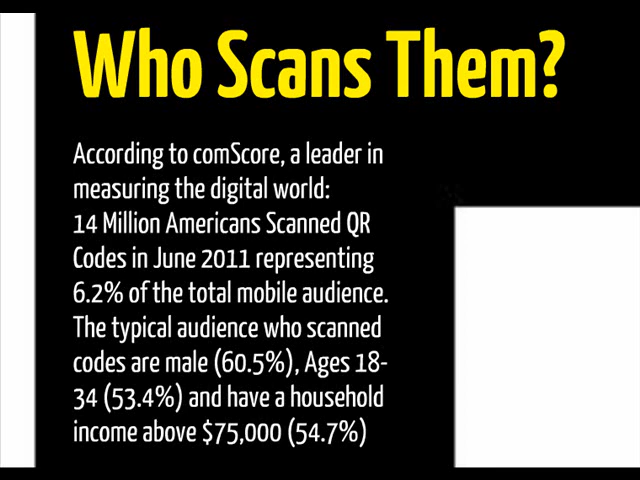 Who Scans Them?
According to comScore, a leader in
measuring the digital world:
14 Million Americans Scanned QR
Codes in June 2011 representing
6.2% of the total mobile audience.
The typical audience who scanned
codes are male (60.5%), Ages 18-
34 (53.4%) and have a household
income above $75,000 (54.7%)